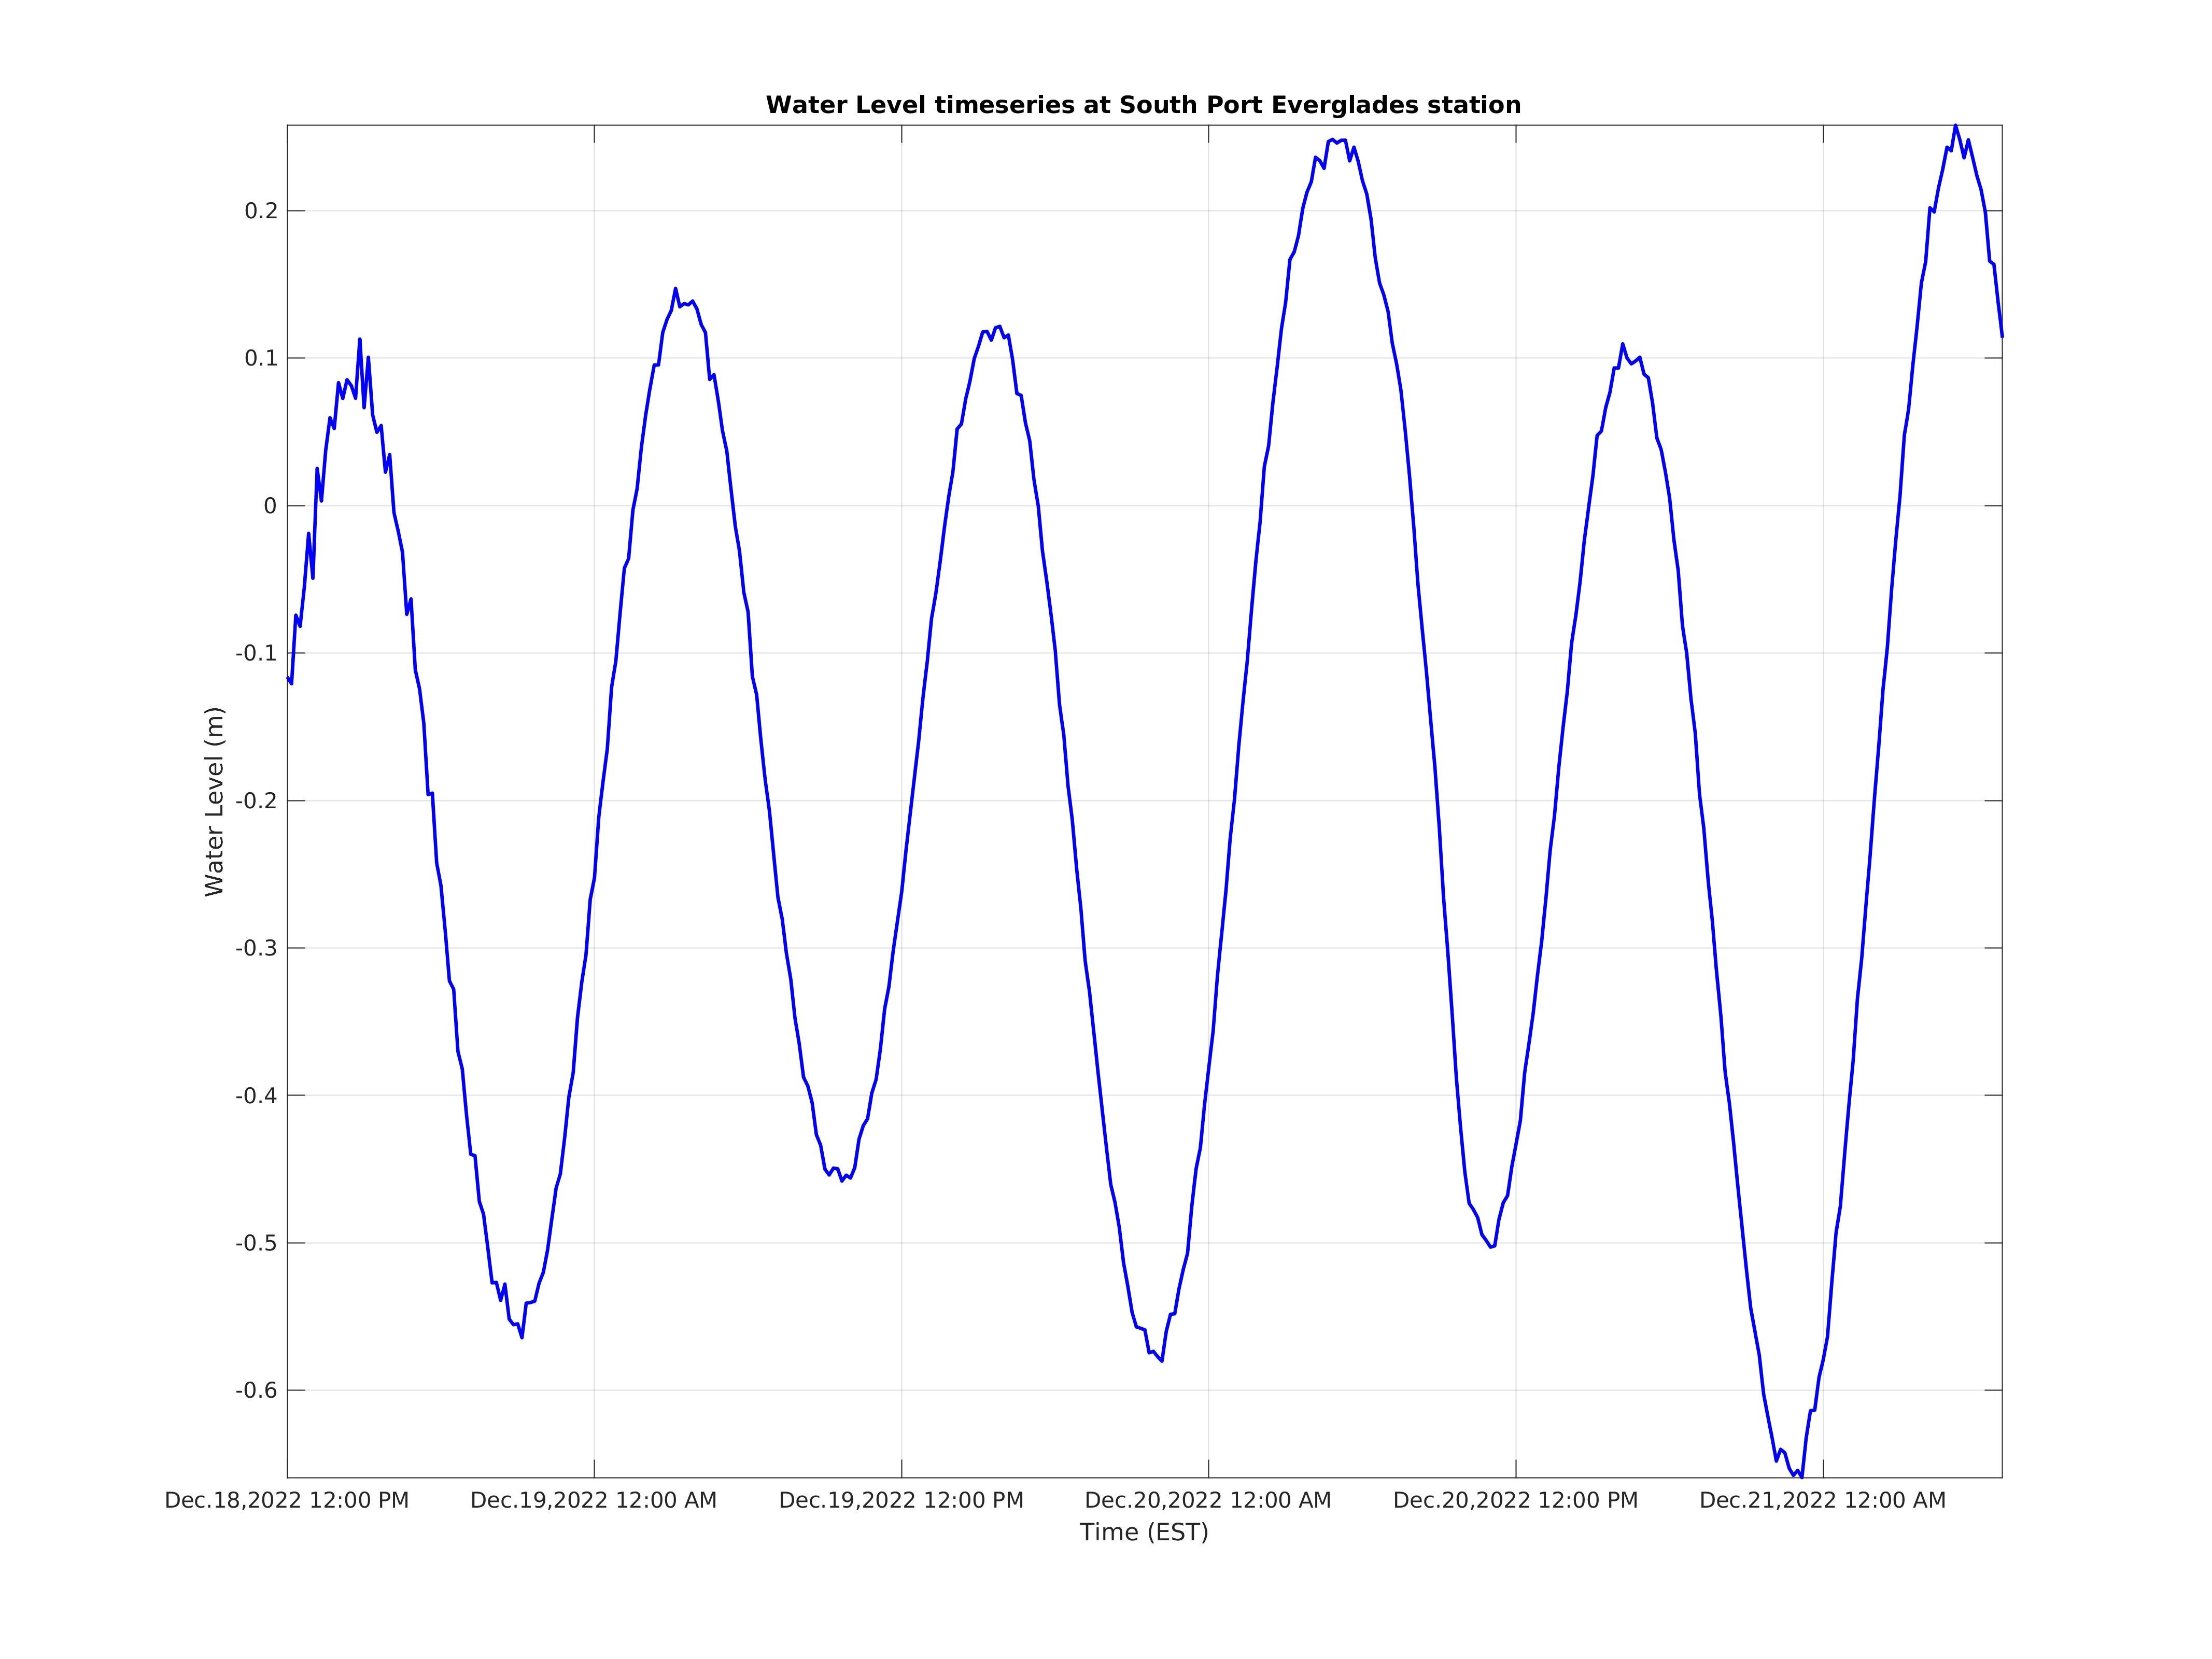 Water Level timeseries at South Port Everglades station
0.2
0.1
0
-0.1
-0.2
-0.3
-0.4
-0.5
-0.6
Water Level (m)
Dec.18,2022 12:00 PM
Dec.19,2022 12:00 AM
Dec.19,2022 12:00 PM
Dec.20,2022 12:00 AM
Dec.20,2022 12:00 PM
Dec.21,2022 12:00 AM
Time (EST)